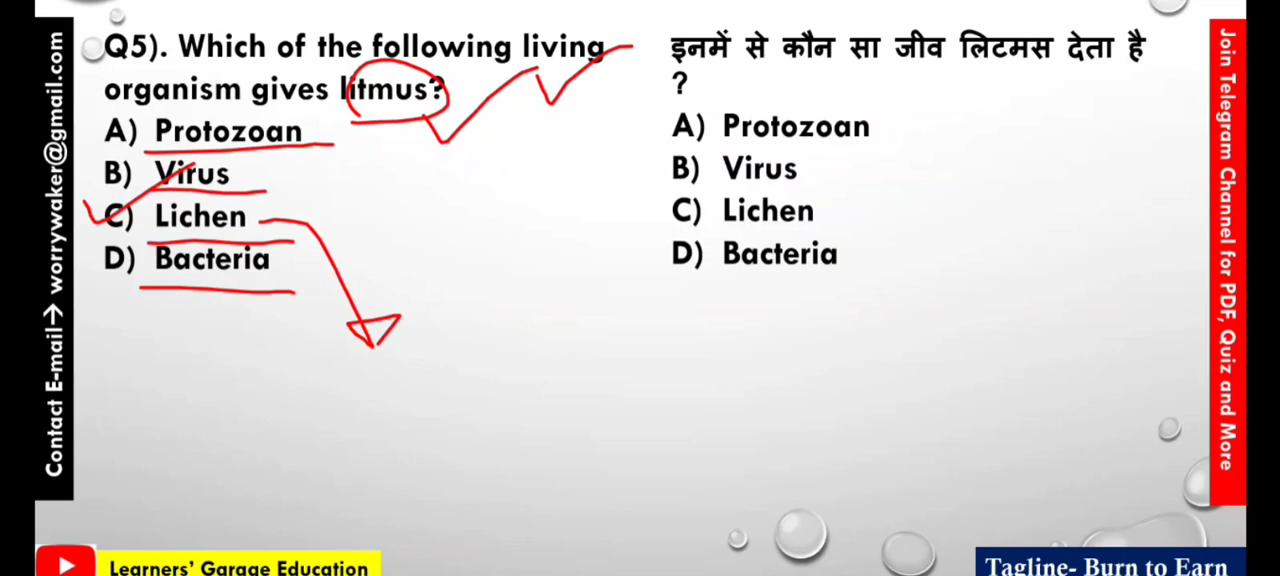 Contact E-mail→ worrywaker@gmail.com
Q5). Which of the following living
organism gives litmus?
A) Protozoan
B) Virus
C) Lichen
D) Bacteria
इनमें से कौन सा जीव लिटमस देता है
?
A) Protozoan
B) Virus
C) Lichen
D) Bacteria
Join Telegram Channel for PDF, Quiz and More
Learners' Garage Education
Tagline- Burn to Earn